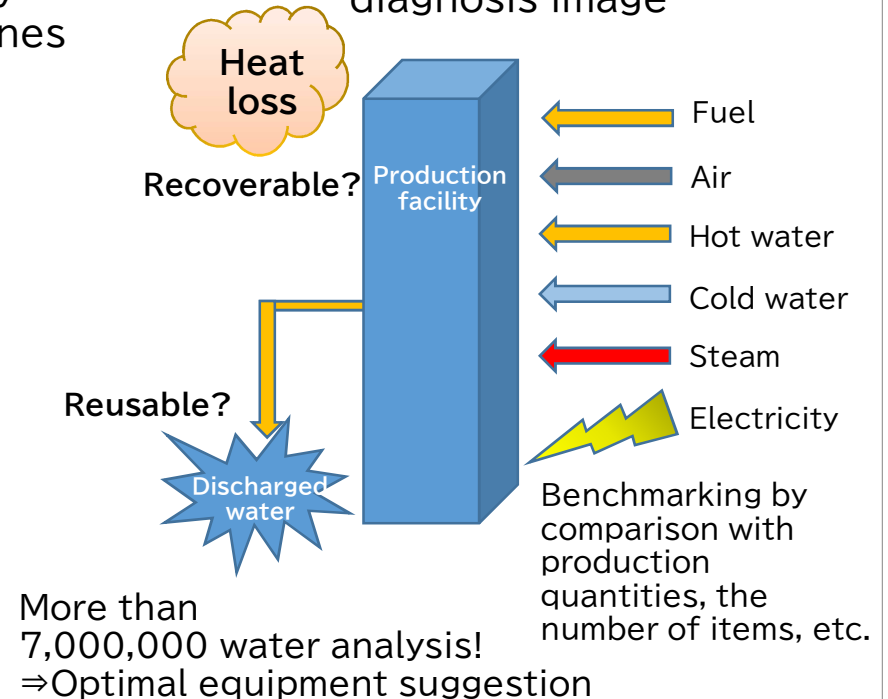 diagnosis image
nes
Heat
loss
Recoverable?
Production
facility
Fuel
Air
Hot water
Cold water
Steam
Electricity
Reusable?
Discharged
water
Benchmarking by
comparison with
production
quantities, the
number of items, etc.
More than
7,000,000 water analysis!
⇒Optimal equipment suggestion